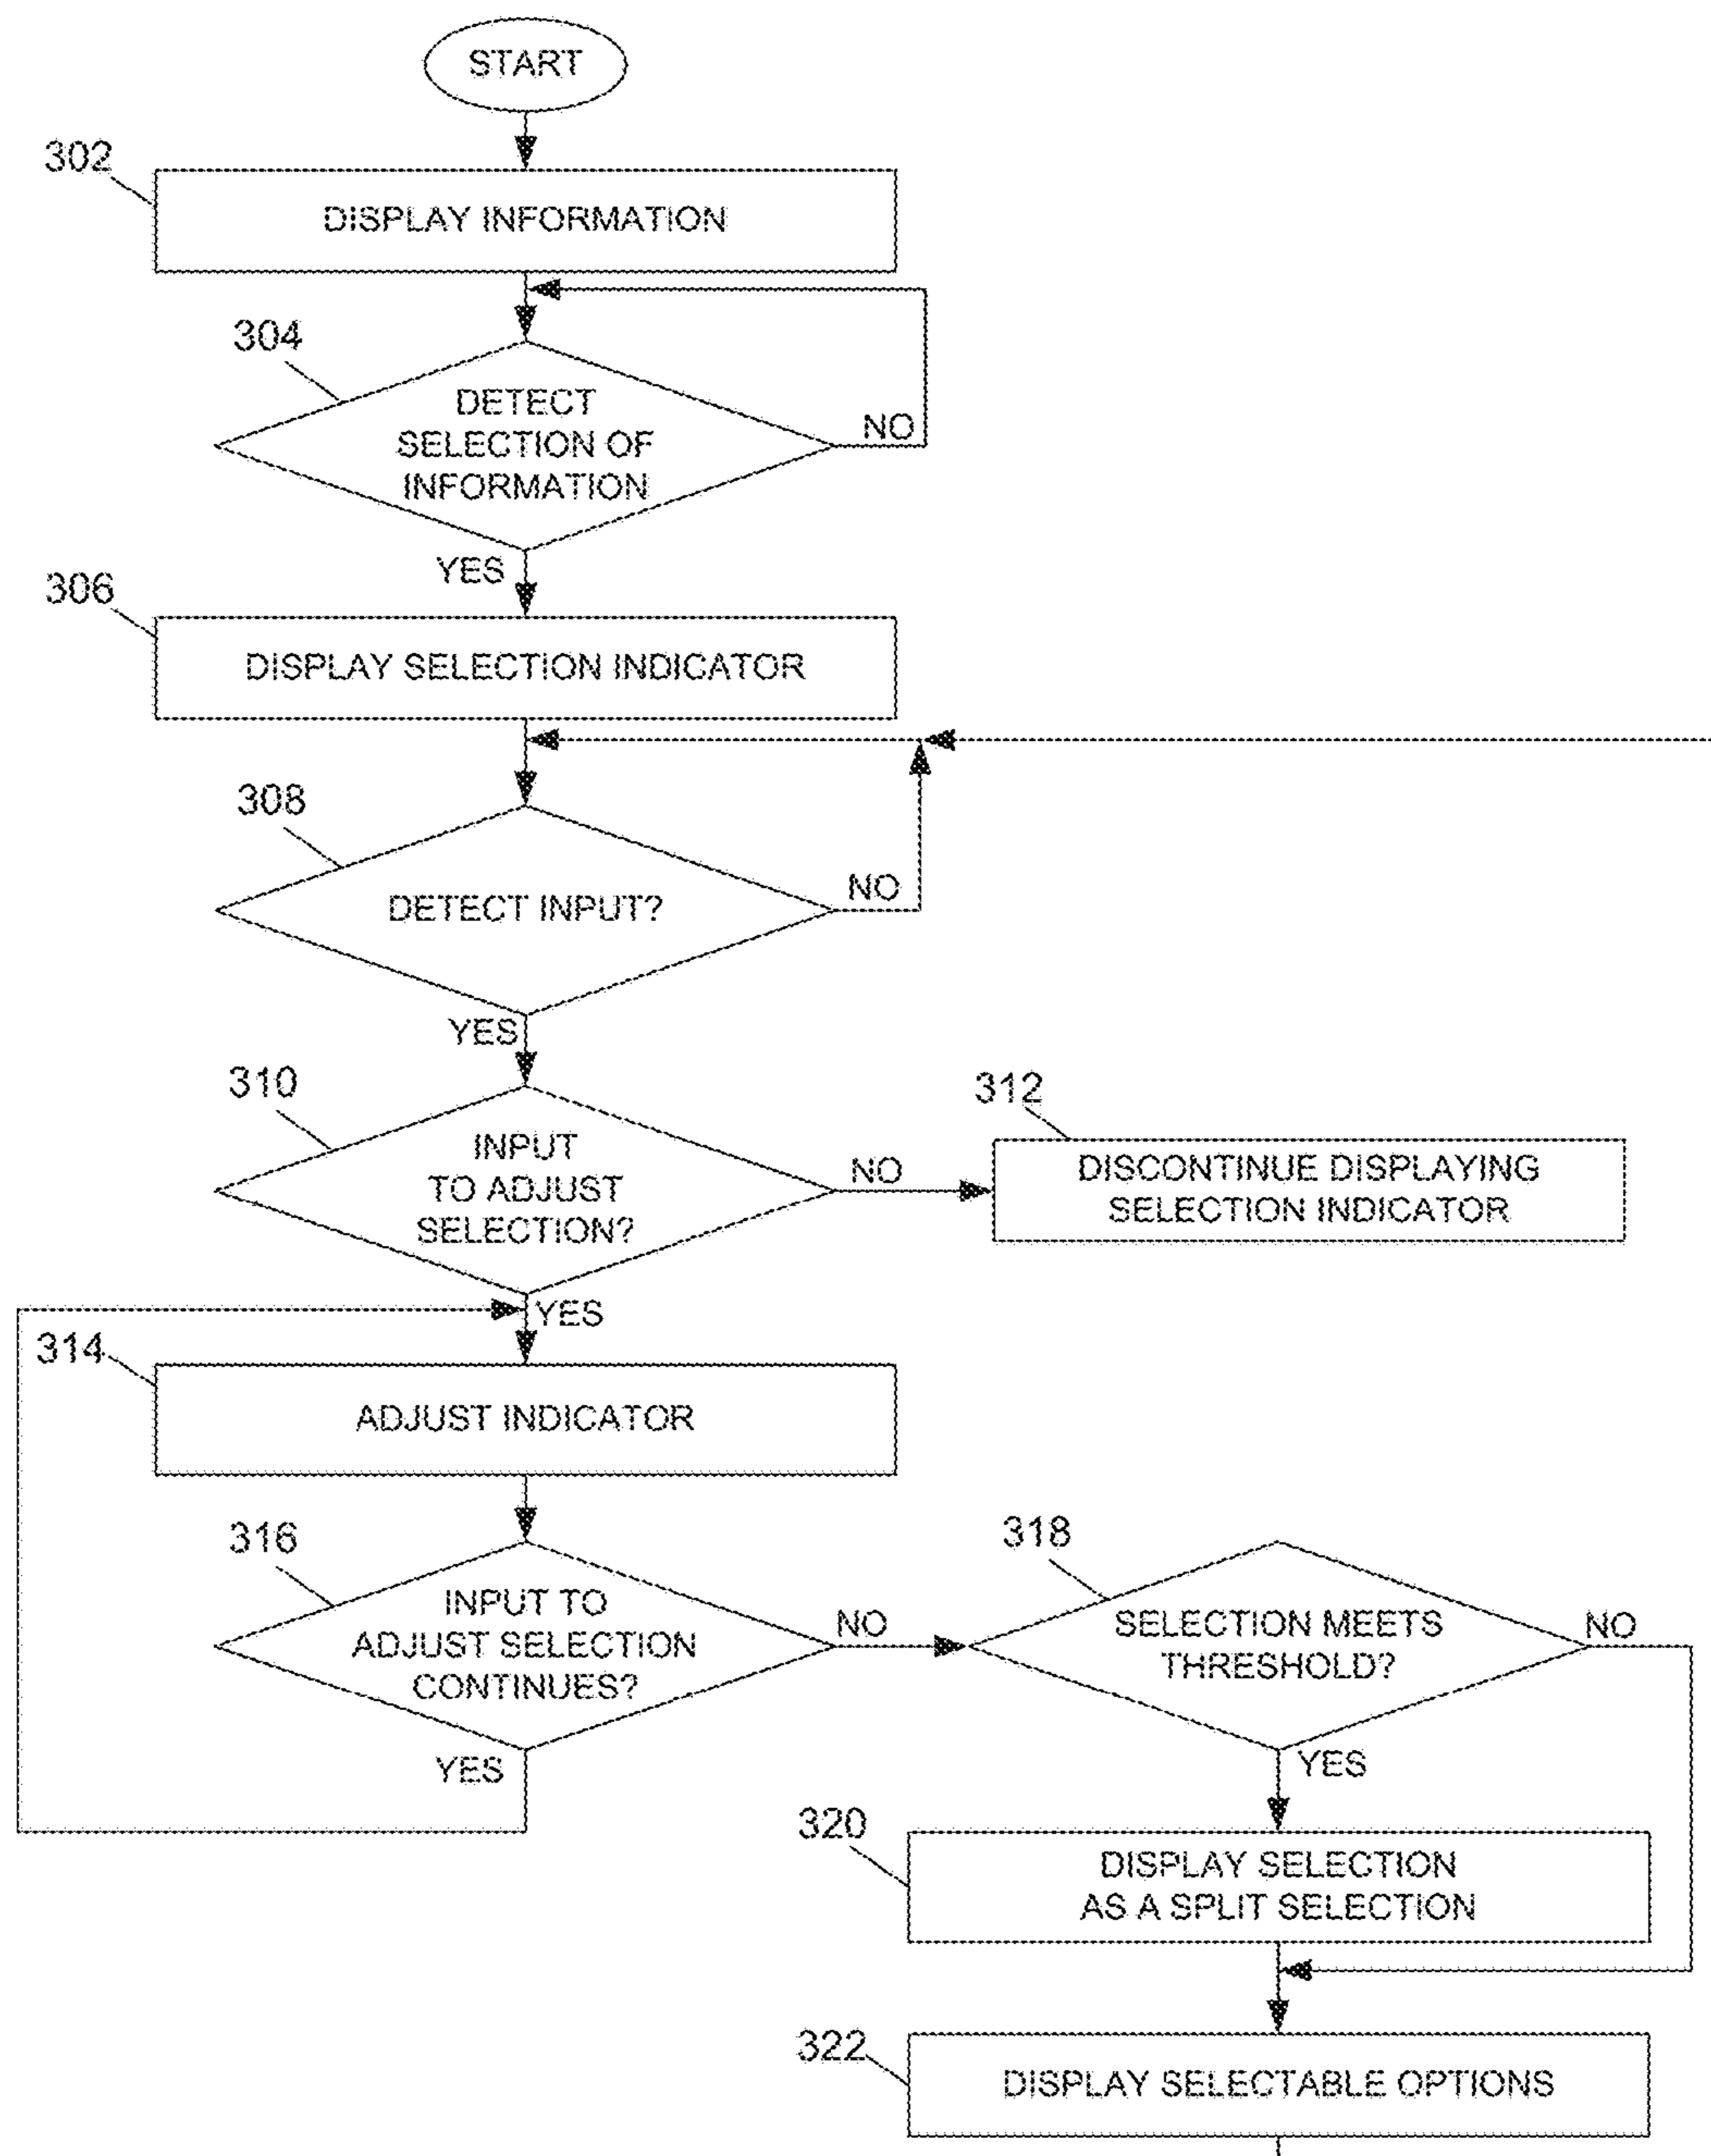 START
302
DISPLAY INFORMATION
304
DETECT
SELECTION OF
INFORMATION
NO
YES
306
DISPLAY SELECTION INDICATOR
308
DETECT INPUT?
NO
YES
310
INPUT
TO ADJUST
SELECTION?
NO
312
DISCONTINUE DISPLAYING
SELECTION INDICATOR
YES
314
ADJUST INDICATOR
316
INPUT TO
ADJUST SELECTION
CONTINUES?
NO
YES
318
SELECTION MEETS
THRESHOLD?
NO
YES
320
DISPLAY SELECTION
AS A SPLIT SELECTION
322
DISPLAY SELECTABLE OPTIONS